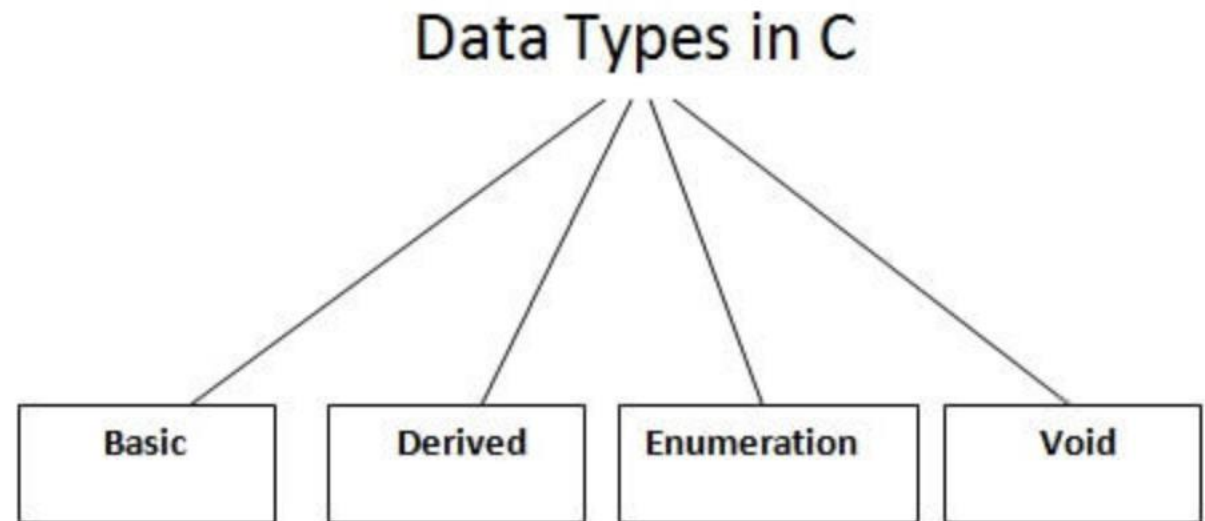 Data Types in C
Basic
Derived
Enumeration
Void